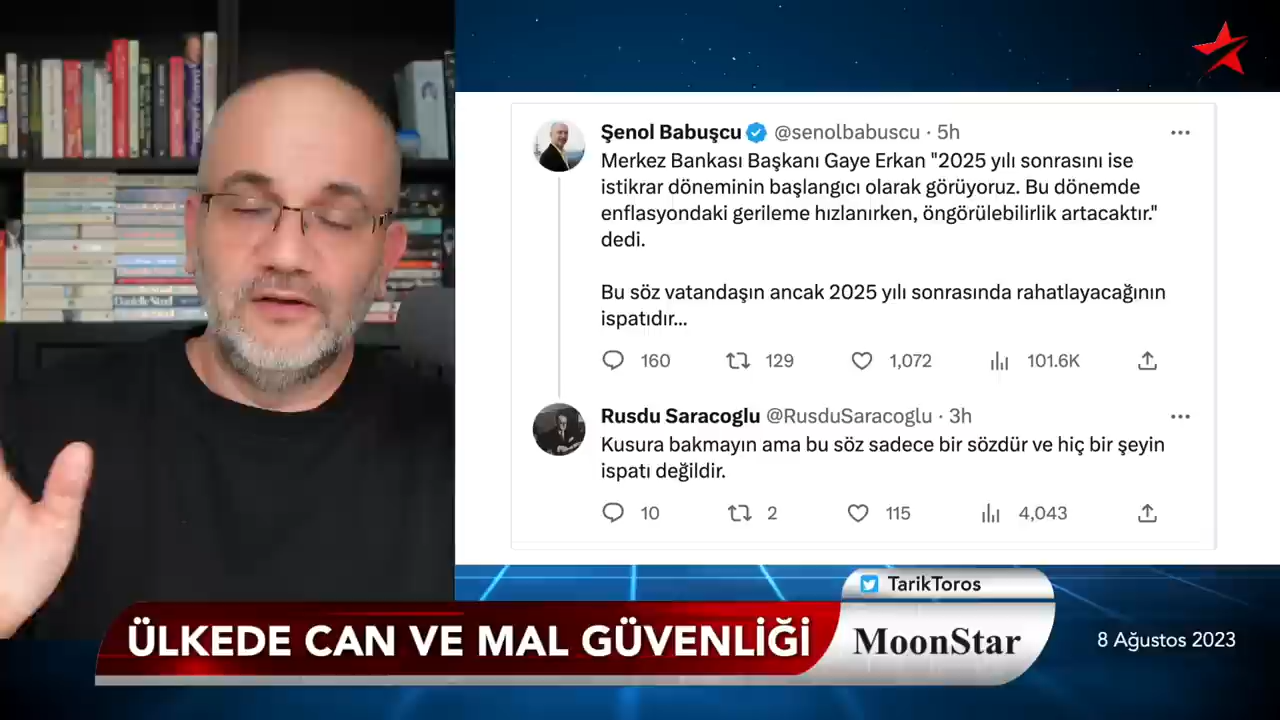 Şenol Babuşcu @senolbabuscu · 5h
Merkez Bankası Başkanı Gaye Erkan "2025 yılı sonrasını ise
istikrar döneminin başlangıcı olarak görüyoruz. Bu dönemde
enflasyondaki gerileme hızlanırken, öngörülebilirlik artacaktır."
dedi.
Bu söz vatandaşın ancak 2025 yılı sonrasında rahatlayacağının
ispatıdır...
160 129 1,072 101.6K
Rusdu Saracoglu @RusduSaracoglu · 3h
Kusura bakmayın ama bu söz sadece bir sözdür ve hiç bir şeyin
ispatı değildir.
10 2 115 4,043
Danielle Steel
TarikToros
ÜLKEDE CAN VE MAL GÜVENLİĞİ
MoonStar
8 Ağustos 2023